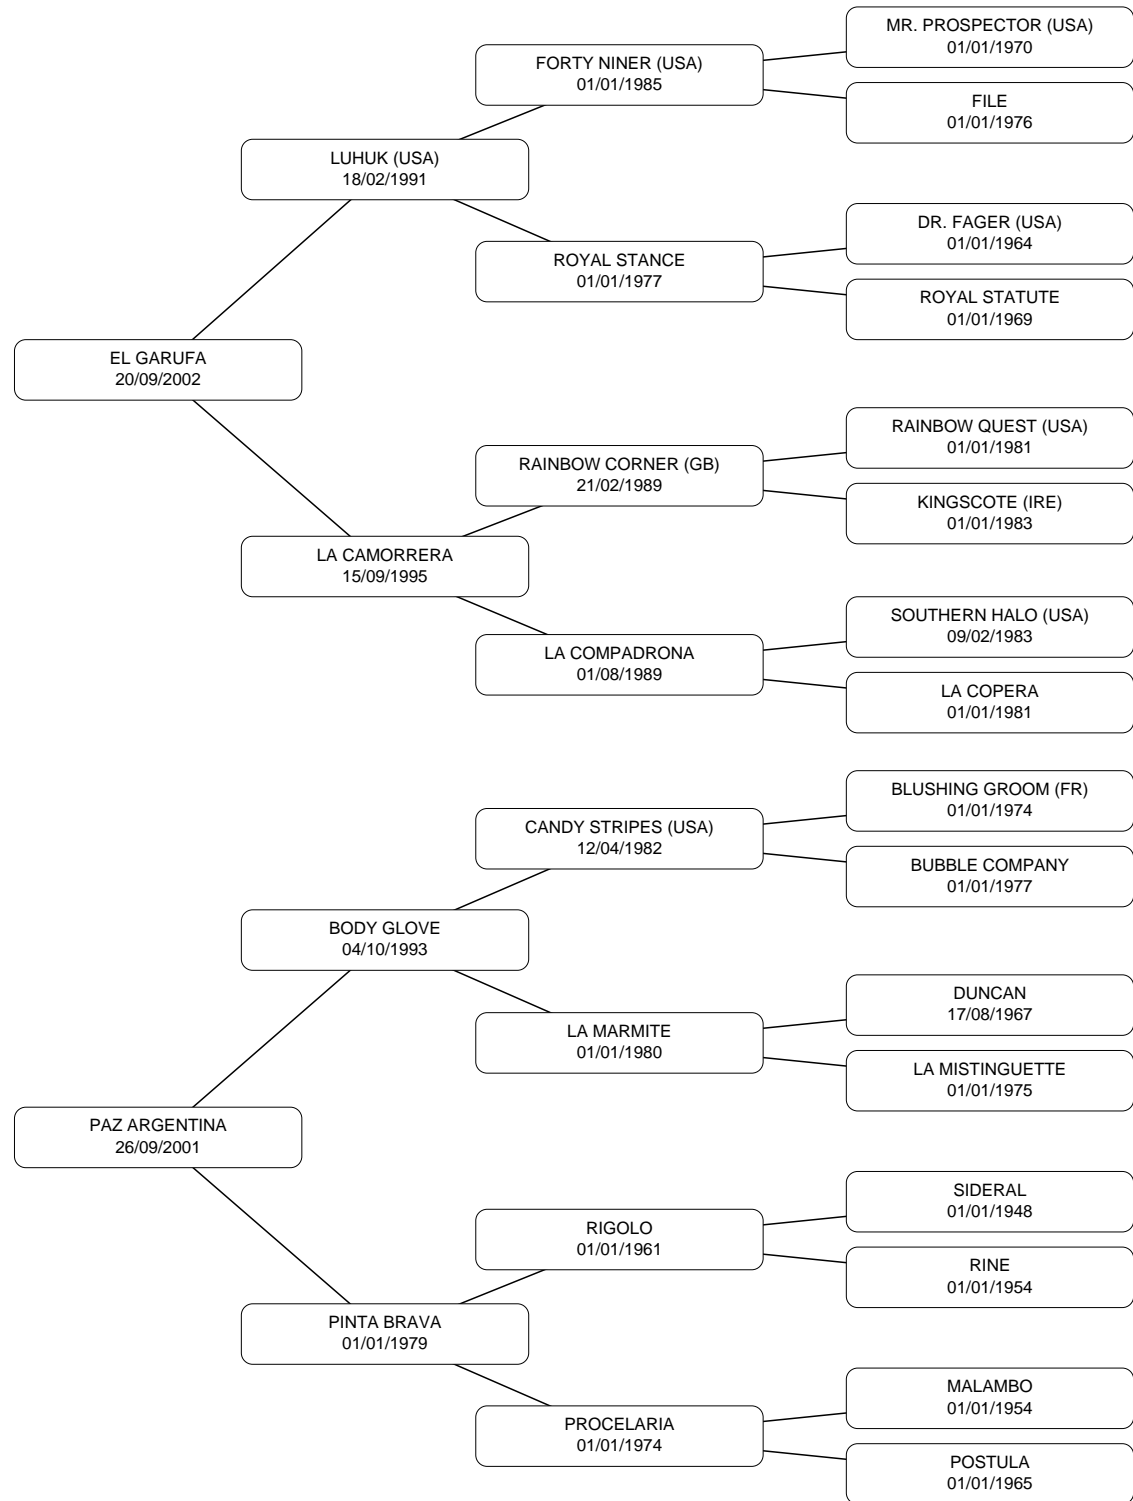 MR. PROSPECTOR (USA)
01/01/1970
FORTY NINER (USA)
01/01/1985
FILE
01/01/1976
LUHUK (USA)
18/02/1991
DR. FAGER (USA)
01/01/1964
ROYAL STANCE
01/01/1977
ROYAL STATUTE
01/01/1969
EL GARUFA
20/09/2002
RAINBOW QUEST (USA)
01/01/1981
RAINBOW CORNER (GB)
21/02/1989
KINGSCOTE (IRE)
01/01/1983
LA CAMORRERA
15/09/1995
SOUTHERN HALO (USA)
09/02/1983
LA COMPADRONA
01/08/1989
LA COPERA
01/01/1981
BLUSHING GROOM (FR)
01/01/1974
CANDY STRIPES (USA)
12/04/1982
BUBBLE COMPANY
01/01/1977
BODY GLOVE
04/10/1993
DUNCAN
17/08/1967
LA MARMITE
01/01/1980
LA MISTINGUETTE
01/01/1975
PAZ ARGENTINA
26/09/2001
SIDERAL
01/01/1948
RIGOLO
01/01/1961
RINE
01/01/1954
PINTA BRAVA
01/01/1979
MALAMBO
01/01/1954
PROCELARIA
01/01/1974
POSTULA
01/01/1965